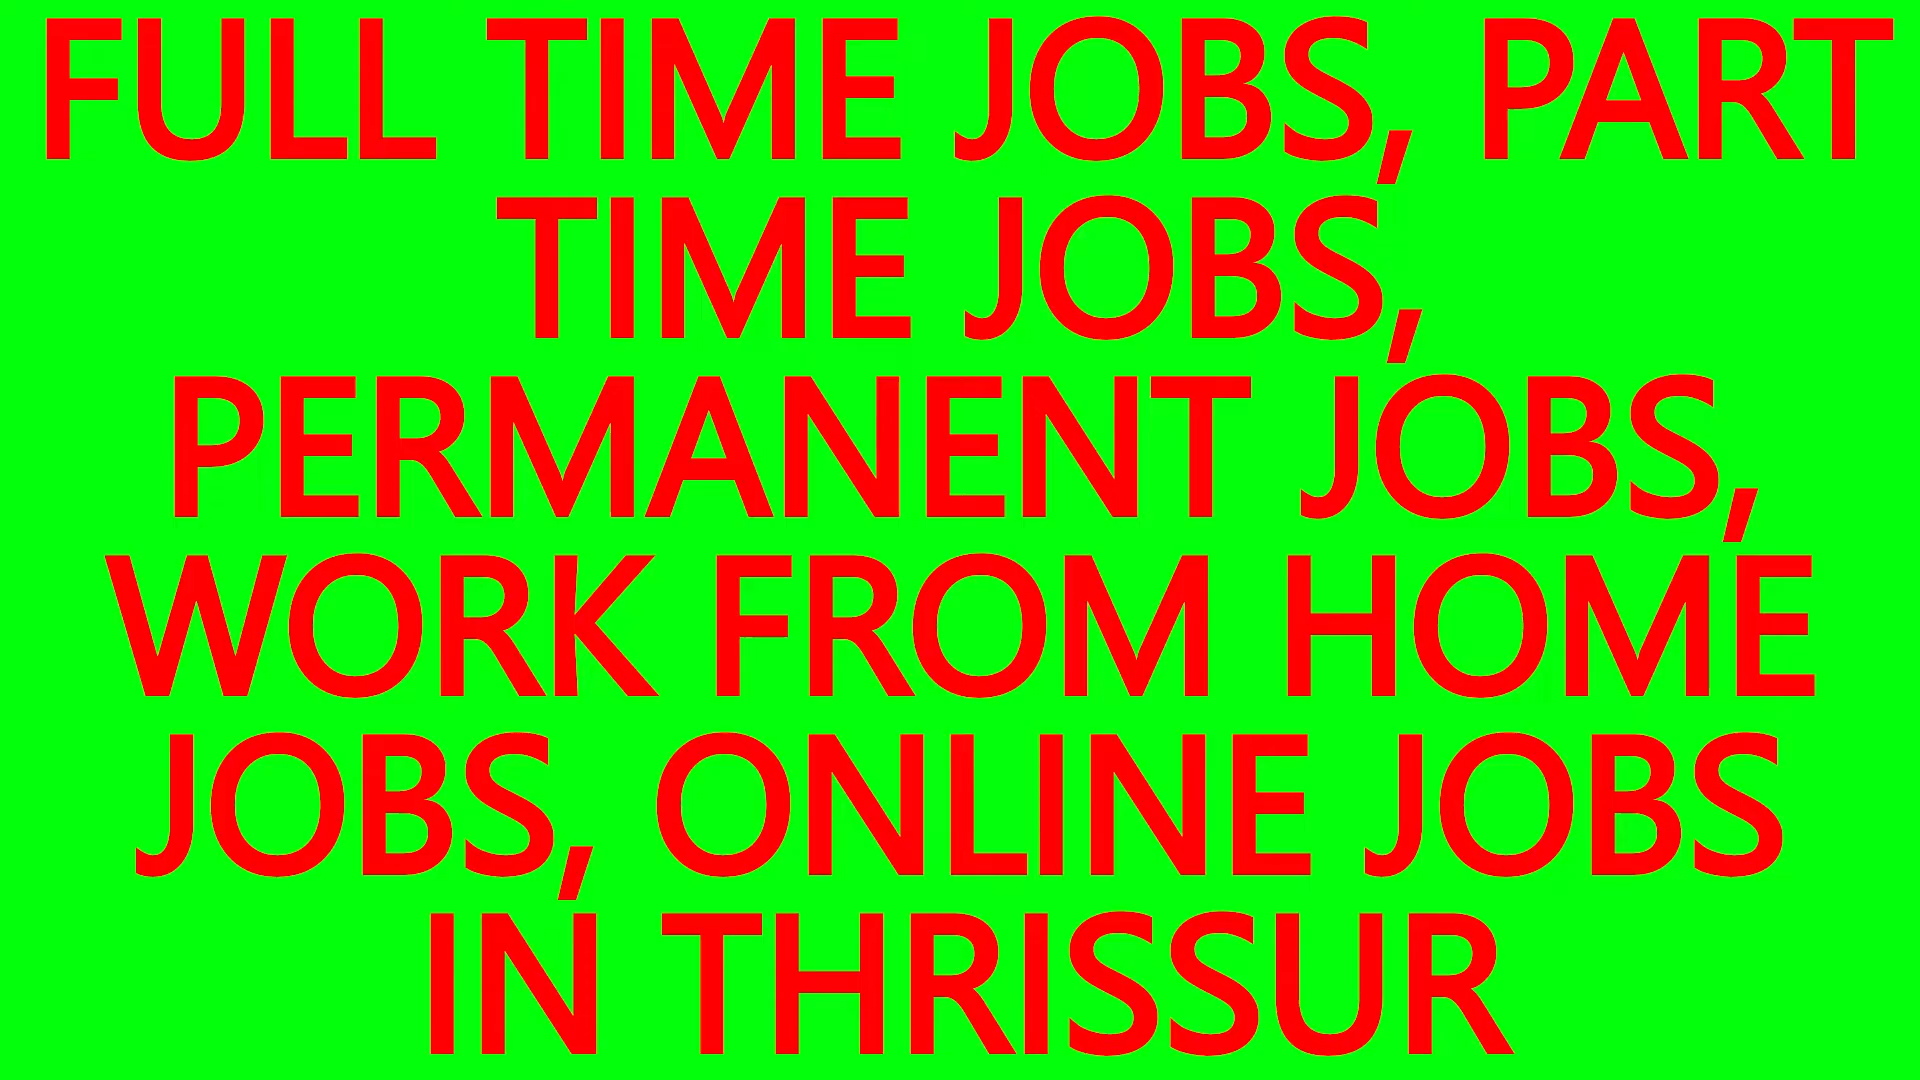 FULL TIME JOBS, PART
TIME JOBS,
PERMANENT JOBS,
WORK FROM HOME
JOBS, ONLINE JOBS
IN THRISSUR